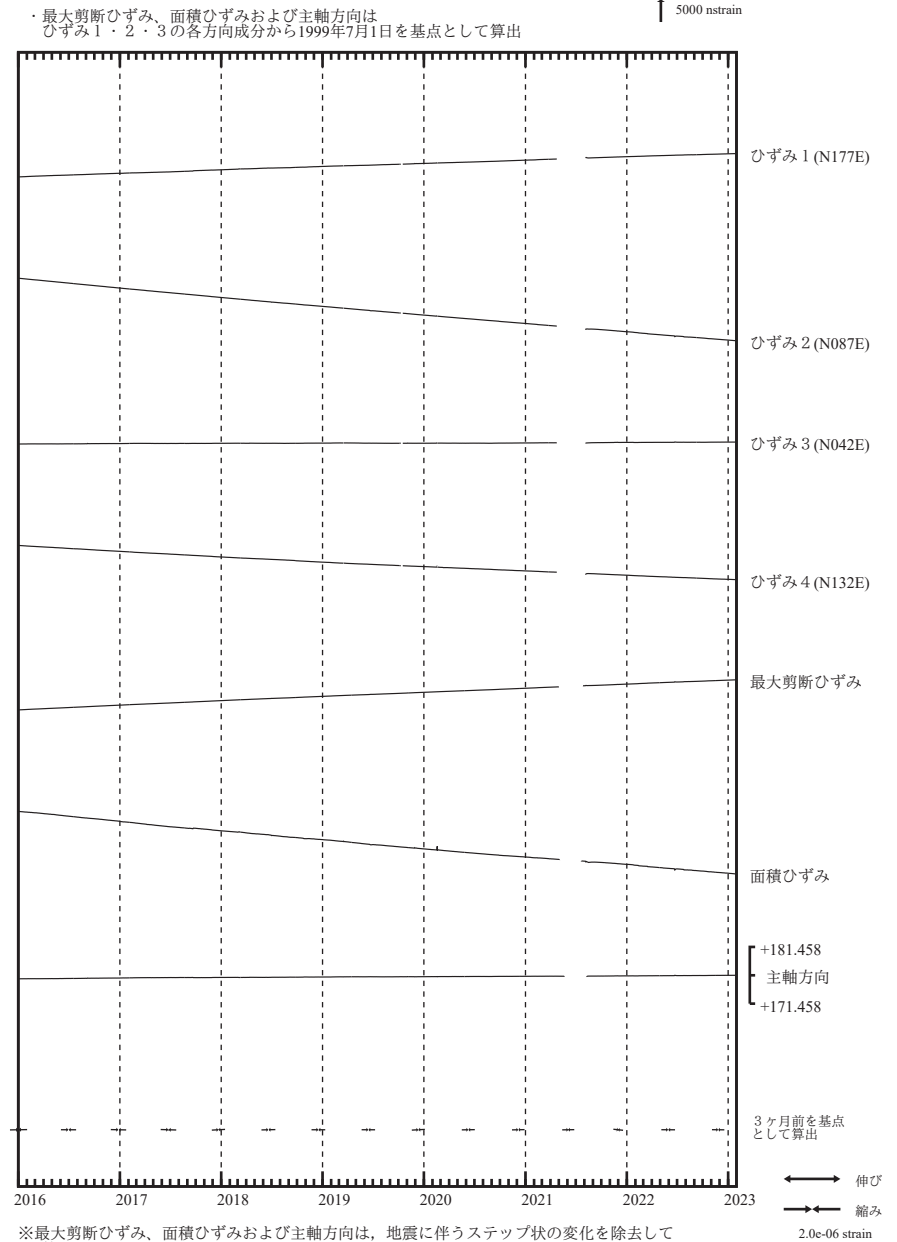 ・最大剪断ひずみ、面積ひずみおよび主軸方向は
ひずみ１・２・３の各方向成分から1999年7月1日を基点として算出
5000 nstrain
ひずみ１(N177E)
ひずみ２(N087E)
ひずみ３(N042E)
ひずみ４(N132E)
最大剪断ひずみ
面積ひずみ
+181.458
主軸方向
+171.458
３ヶ月前を基点
として算出
2016 2017 2018 2019 2020 2021 2022 2023
伸び
縮み
2.0e-06 strain
※最大剪断ひずみ、面積ひずみおよび主軸方向は，地震に伴うステップ状の変化を除去して